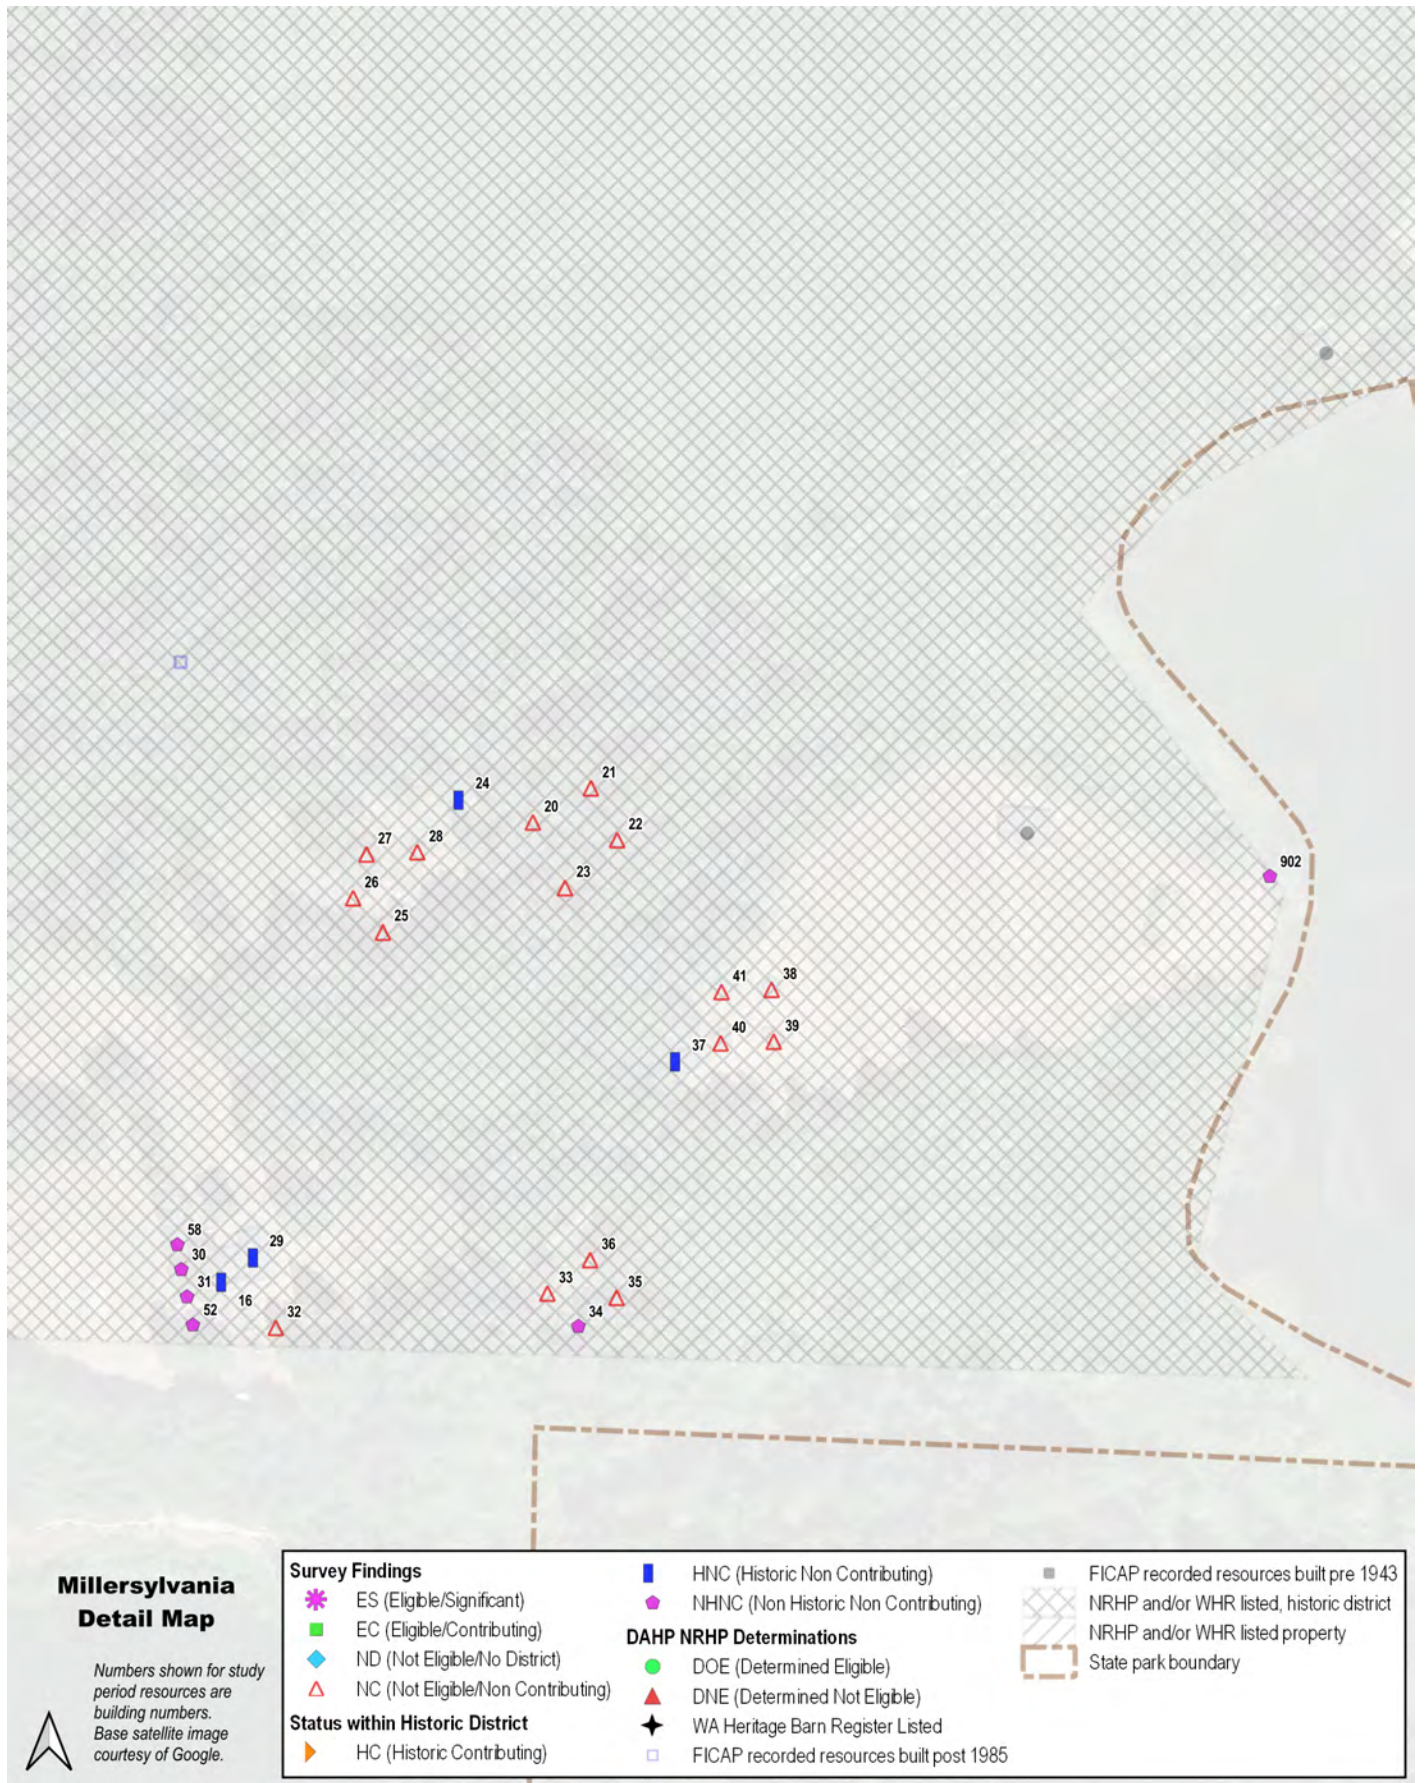 21
24
20
22
28
27
23
26
902
25
41
38
39
40
37
58
29
30
36
31
33
35
16
52
32
34
Millersylvania
Detail Map
Numbers shown for study
period resources are
building numbers.
Base satellite image
courtesy of Google.
Survey Findings
ES (Eligible/Significant)
EC (Eligible/Contributing)
ND (Not Eligible/No District)
NC (Not Eligible/Non Contributing)
Status within Historic District
HC (Historic Contributing)
HNC (Historic Non Contributing)
NHNC (Non Historic Non Contributing)
DAHP NRHP Determinations
DOE (Determined Eligible)
DNE (Determined Not Eligible)
WA Heritage Barn Register Listed
FICAP recorded resources built post 1985
FICAP recorded resources built pre 1943
NRHP and/or WHR listed, historic district
NRHP and/or WHR listed property
State park boundary